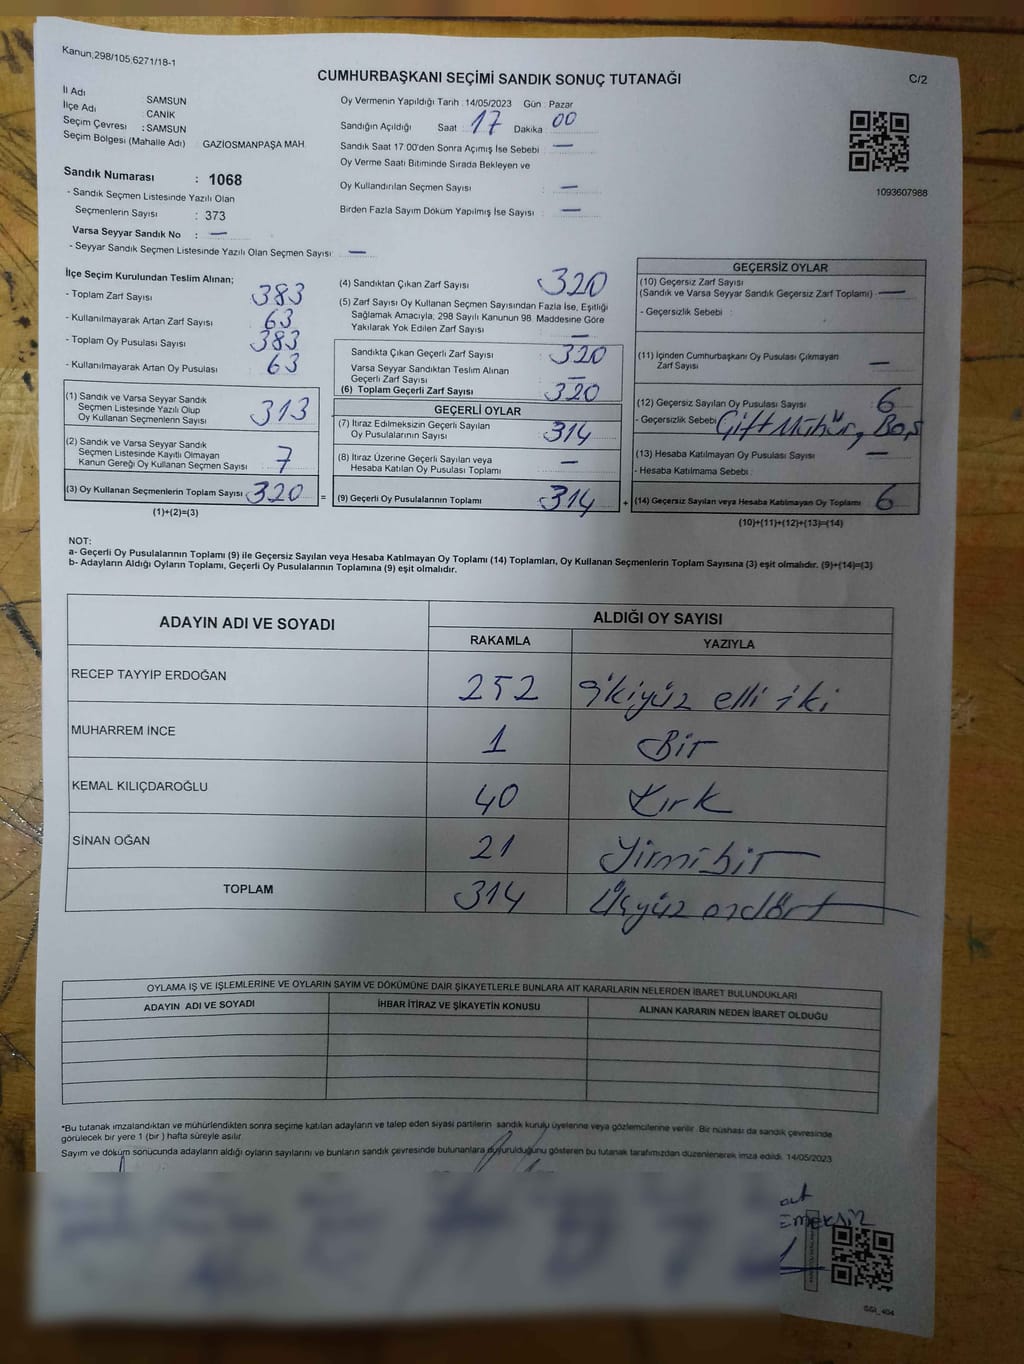 Kanun.298/105,6271/18-1
CUMHURBAŞKANI SEÇİMİ SANDIK SONUÇ TUTANAĞI
C/2
İl Adı SAMSUN
İlçe Adı : CANİK
Seçim Çevresi : SAMSUN
Seçim Bölgesi (Mahalle Adı) : GAZİOSMANPAŞA MAH.
Sandık Numarası : 1068
- Sandık Seçmen Listesinde Yazılı Olan
Seçmenlerin Sayısı : 373
Varsa Seyyar Sandık No : —
- Seyyar Sandık Seçmen Listesinde Yazılı Olan Seçmen Sayısı: —
Oy Vermenin Yapıldığı Tarih : 14/05/2023 Gün : Pazar
Sandığın Açıldığı Saat : 17 Dakika : 00
Sandık Saat 17:00'den Sonra Açımış İse Sebebi : —
Oy Verme Saati Bitiminde Sırada Bekleyen ve
Oy Kullandırılan Seçmen Sayısı : —
Birden Fazla Sayım Döküm Yapılmış İse Sayısı : —
1093607988
İlçe Seçim Kurulundan Teslim Alınan;
- Toplam Zarf Sayısı 383
- Kullanılmayarak Artan Zarf Sayısı 63
- Toplam Oy Pusulası Sayısı 383
- Kullanılmayarak Artan Oy Pusulası 63
(1) Sandık ve Varsa Seyyar Sandık
Seçmen Listesinde Yazılı Olup
Oy Kullanan Seçmenlerin Sayısı 313
(2) Sandık ve Varsa Seyyar Sandık
Seçmen Listesinde Kayıtlı Olmayan
Kanun Gereği Oy Kullanan Seçmen Sayısı 7
(3) Oy Kullanan Seçmenlerin Toplam Sayısı 320 =
(1)+(2)=(3)
(4) Sandıktan Çıkan Zarf Sayısı 320
(5) Zarf Sayısı Oy Kullanan Seçmen Sayısından Fazla İse, Eşitliği
Sağlamak Amacıyla, 298 Sayılı Kanunun 98. Maddesine Göre
Yakılarak Yok Edilen Zarf Sayısı —
Sandıkta Çıkan Geçerli Zarf Sayısı : 320
Varsa Seyyar Sandıktan Teslim Alınan
Geçerli Zarf Sayısı : —
(6) Toplam Geçerli Zarf Sayısı 320
GEÇERLİ OYLAR
(7) İtiraz Edilmeksizin Geçerli Sayılan
Oy Pusulalarının Sayısı 314
(8) İtiraz Üzerine Geçerli Sayılan veya
Hesaba Katılan Oy Pusulası Toplamı —
(9) Geçerli Oy Pusulalarının Toplamı 314 +
GEÇERSİZ OYLAR
(10) Geçersiz Zarf Sayısı
(Sandık ve Varsa Seyyar Sandık Geçersiz Zarf Toplamı) —
- Geçersizlik Sebebi :
(11) İçinden Cumhurbaşkanı Oy Pusulası Çıkmayan
Zarf Sayısı —
(12) Geçersiz Sayılan Oy Pusulası Sayısı 6
- Geçersizlik Sebebi Çift Mühür, Boş
(13) Hesaba Katılmayan Oy Pusulası Sayısı —
- Hesaba Katılmama Sebebi :
(14) Geçersiz Sayılan veya Hesaba Katılmayan Oy Toplamı 6
(10)+(11)+(12)+(13)=(14)
NOT:
a- Geçerli Oy Pusulalarının Toplamı (9) ile Geçersiz Sayılan veya Hesaba Katılmayan Oy Toplamı (14) Toplamları, Oy Kullanan Seçmenlerin Toplam Sayısına (3) eşit olmalıdır. (9)+(14)=(3)
b- Adayların Aldığı Oyların Toplamı, Geçerli Oy Pusulalarının Toplamına (9) eşit olmalıdır.
ADAYIN ADI VE SOYADI ALDIĞI OY SAYISI
RAKAMLA YAZIYLA
RECEP TAYYİP ERDOĞAN 252 İkiyüz elli iki
MUHARREM İNCE 1 Bir
KEMAL KILIÇDAROĞLU 40 Kırk
SİNAN OĞAN 21 Yirmi bir
TOPLAM 314 Üçyüz ondört
OYLAMA İŞ VE İŞLEMLERİNE VE OYLARIN SAYIM VE DÖKÜMÜNE DAİR ŞİKAYETLERLE BUNLARA AİT KARARLARIN NELERDEN İBARET BULUNDUKLARI
ADAYIN ADI VE SOYADI İHBAR İTİRAZ VE ŞİKAYETİN KONUSU ALINAN KARARIN NEDEN İBARET OLDUĞU
*Bu tutanak imzalandıktan ve mühürlendikten sonra seçime katılan adayların ve talep eden siyasi partilerin sandık kurulu üyelerine veya gözlemcilerine verilir. Bir nüshası da sandık çevresinde
görülecek bir yere 1 (bir ) hafta süreyle asılır.
Sayım ve döküm sonucunda adayların aldığı oyların sayılarını ve bunların sandık çevresinde bulunanlara duyurulduğunu gösteren bu tutanak tarafımızdan düzenlenerek imza edildi. 14/05/2023